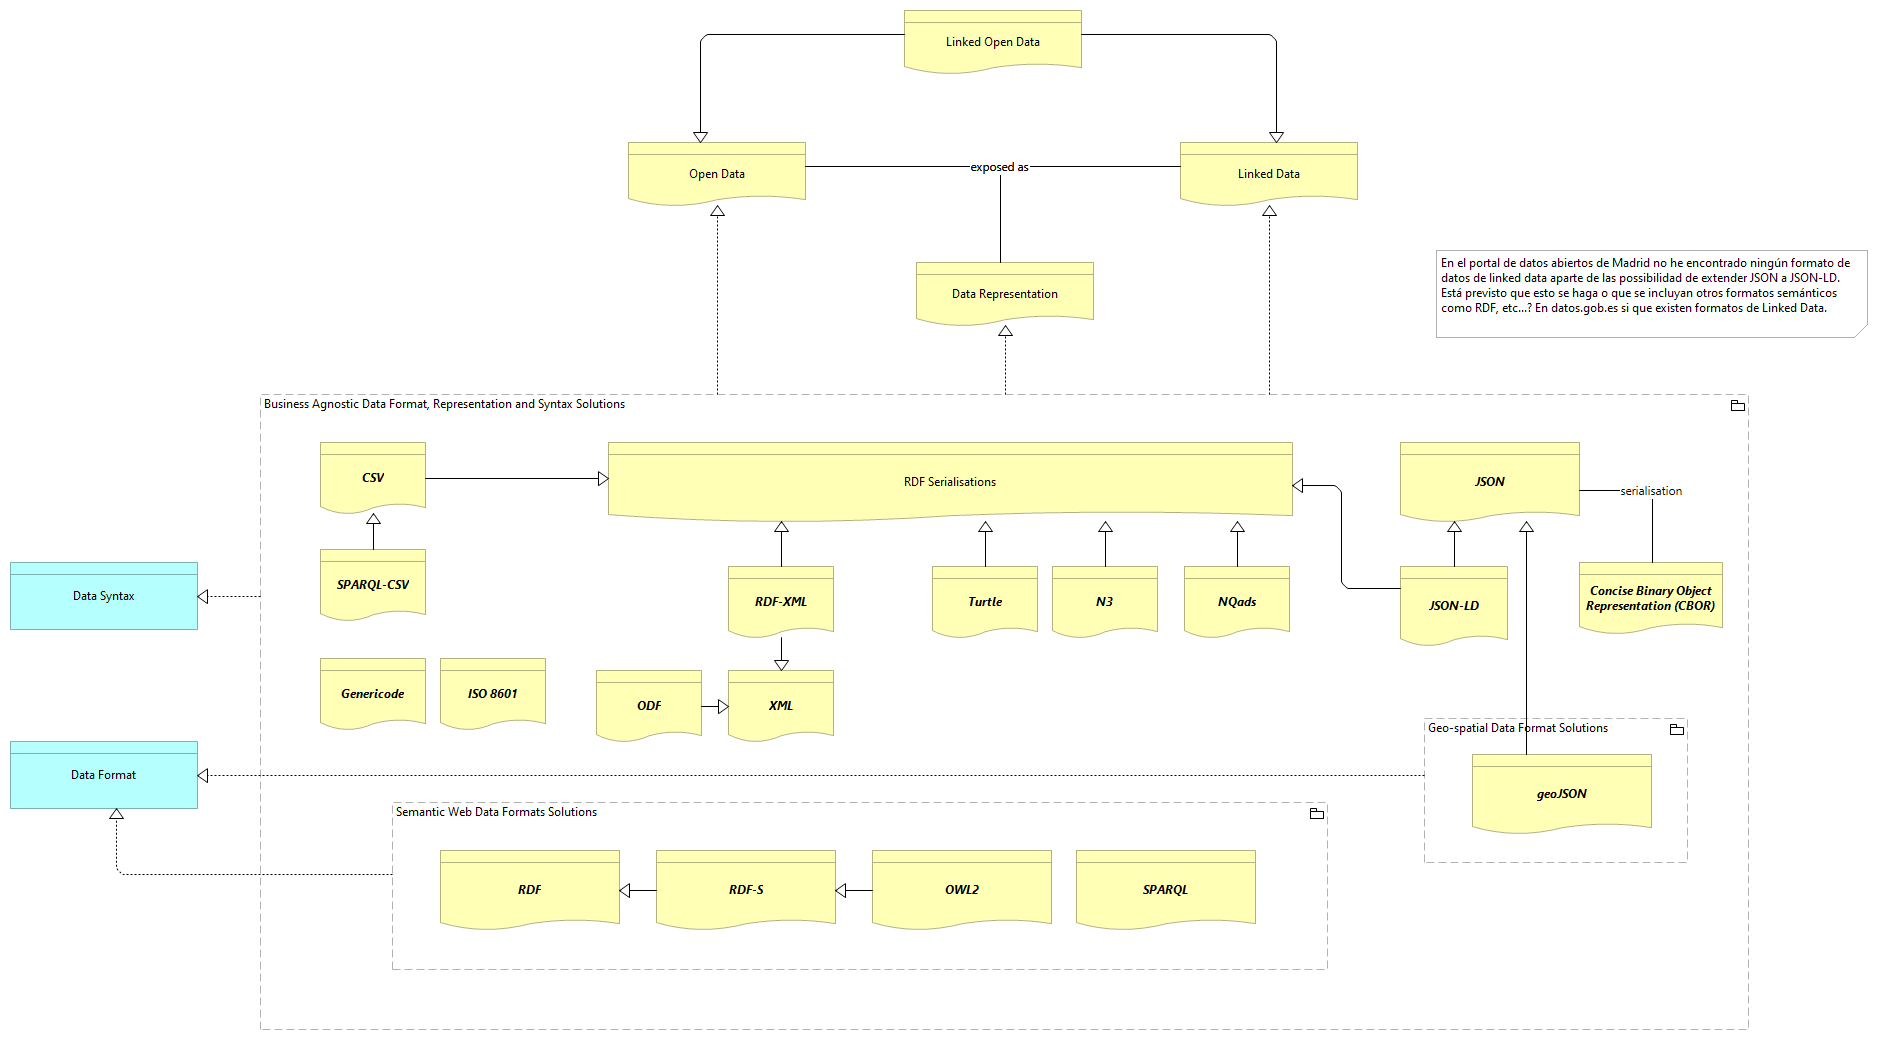 Linked Open Data
Open Data
exposed as
Linked Data
Data Representation
En el portal de datos abiertos de Madrid no he encontrado ningún formato de
datos de linked data aparte de las possibilidad de extender JSON a JSON-LD.
Está previsto que esto se haga o que se incluyan otros formatos semánticos
como RDF, etc...? En datos.gob.es si que existen formatos de Linked Data.
Business Agnostic Data Format, Representation and Syntax Solutions
CSV
RDF Serialisations
JSON
serialisation
SPARQL-CSV
RDF-XML
Turtle
N3
NQads
JSON-LD
Concise Binary Object
Representation (CBOR)
Data Syntax
Genericode
ISO 8601
ODF
XML
Geo-spatial Data Format Solutions
geoJSON
Data Format
Semantic Web Data Formats Solutions
RDF
RDF-S
OWL2
SPARQL